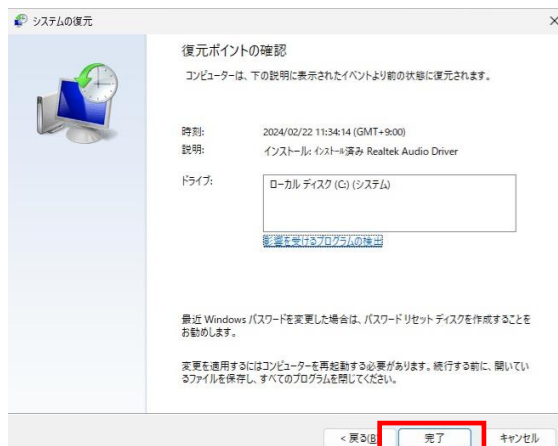 システムの復元
復元ポイントの確認
コンピューターは、下の説明に表示されたイベントより前の状態に復元されます。
時刻: 2024/02/22 11:34:14 (GMT+9:00)
説明: インストール: インストール済み Realtek Audio Driver
ドライブ: ローカル ディスク (C:) (システム)
影響を受けるプログラムの検出
最近 Windows パスワードを変更した場合は、パスワード リセット ディスクを作成することを
お勧めします。
変更を適用するにはコンピューターを再起動する必要があります。続行する前に、開いてい
るファイルを保存し、すべてのプログラムを閉じてください。
< 戻る(B) 完了 キャンセル